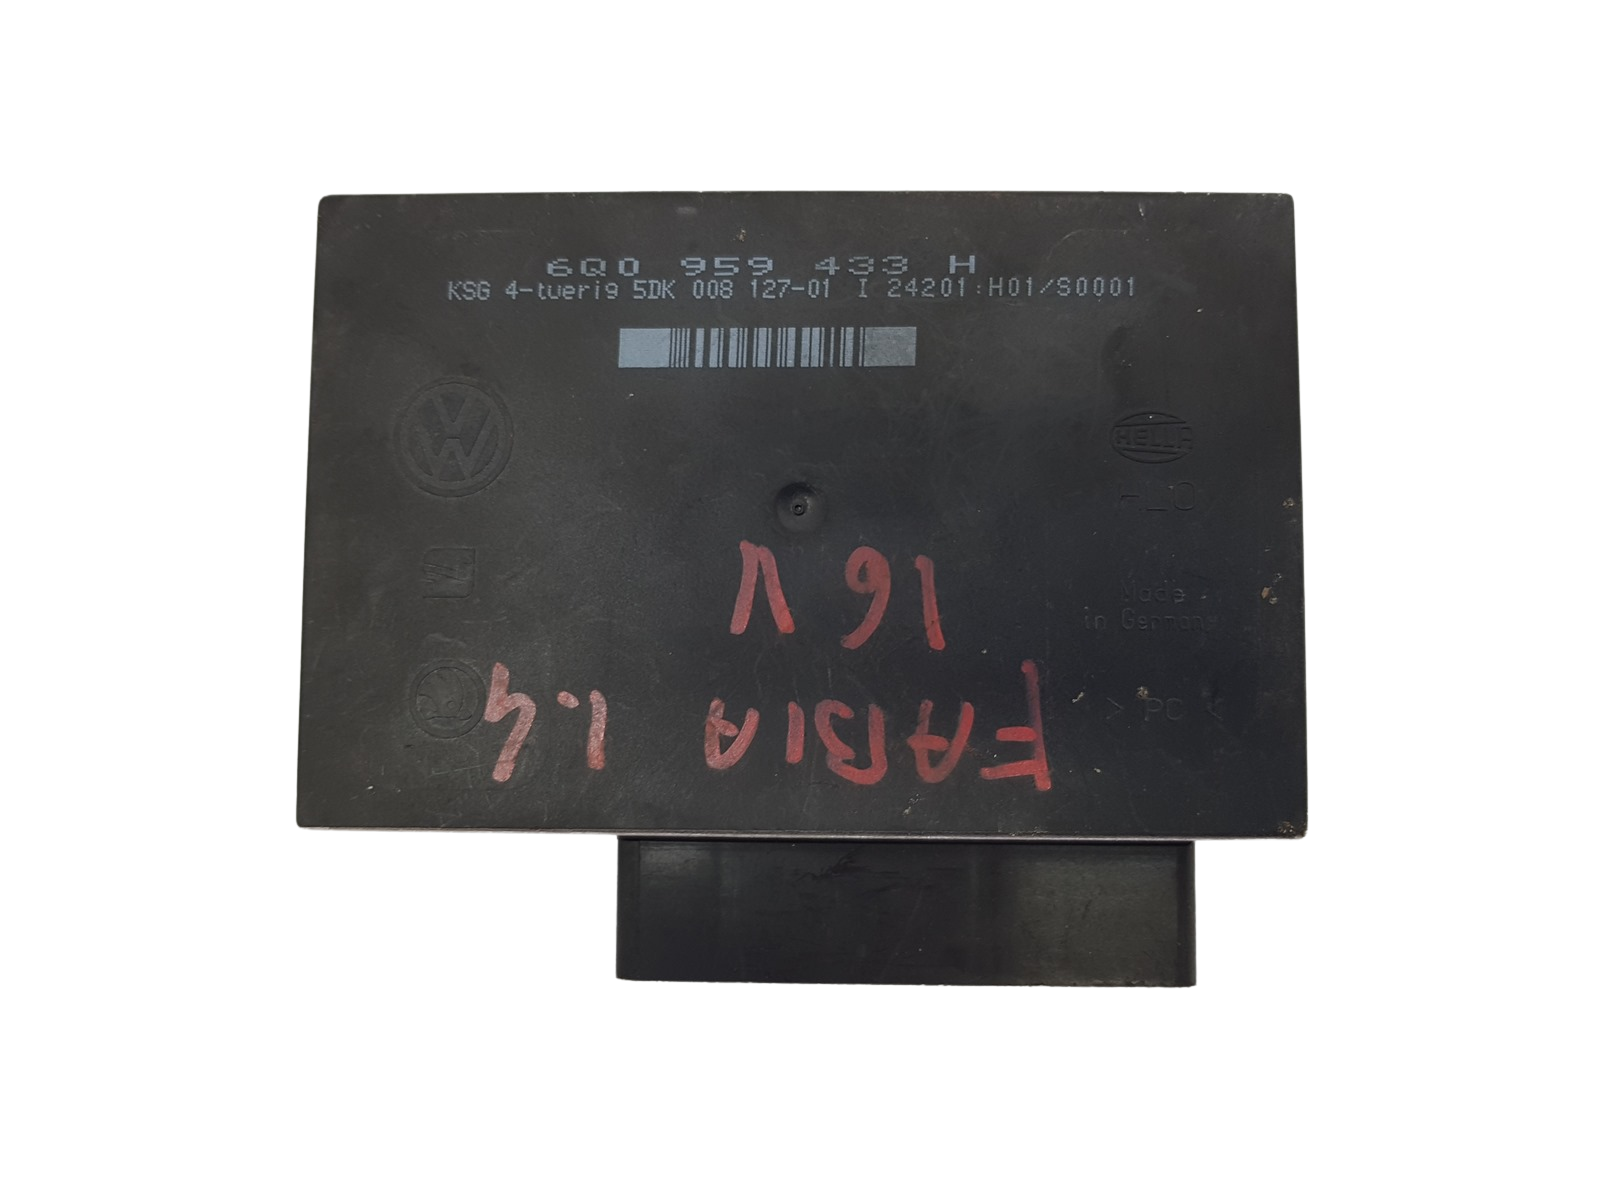 6Q0 959 433 H
KSG 4-tuerig 5DK 008 127-01 I 24201:H01/S0001
HELLA
Made
in Germany
> PC <
FABIA 1.4
16V